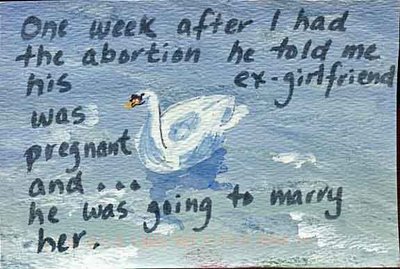 One week after I had
the abortion he told me
his ex-girlfriend
was
pregnant
and...
he was going to marry
her.